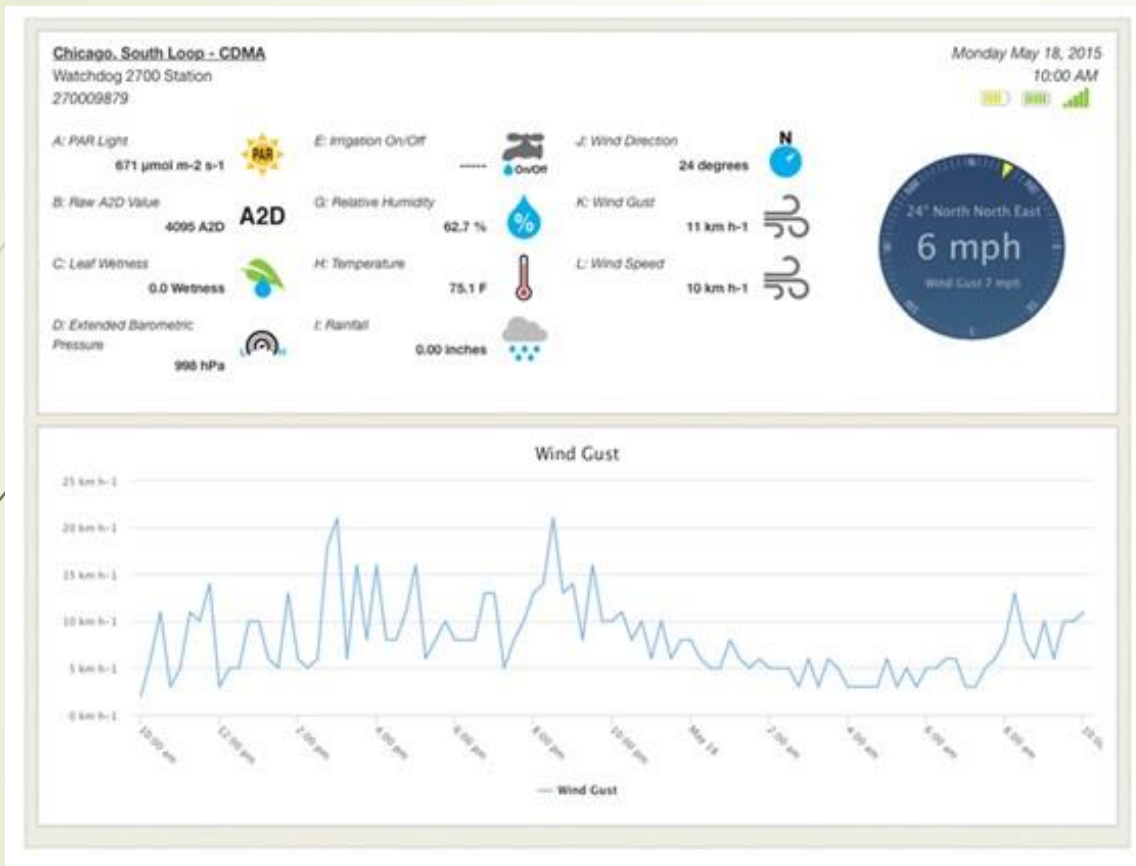 Chicago, South Loop - CDMA
Watchdog 2700 Station
270009879
Monday May 18, 2015
10:00 AM
A: PAR Light
671 µmol m-2 s-1
PAR
B: Raw A2D Value
4095 A2D
A2D
C: Leaf Wetness
0.0 Wetness
D: Extended Barometric
Pressure
998 hPa
L H
E: Irrigation On/Off
-----
On/Off
G: Relative Humidity
62.7 %
%
H: Temperature
75.1 F
I: Rainfall
0.00 inches
J: Wind Direction
24 degrees
N
K: Wind Gust
11 km h-1
L: Wind Speed
10 km h-1
24° North North East
6 mph
Wind Gust 7 mph
Wind Gust
25 km h-1
20 km h-1
15 km h-1
10 km h-1
5 km h-1
0 km h-1
10:00 am
12:00 pm
2:00 pm
4:00 pm
6:00 pm
8:00 pm
10:00 pm
May 18
2:00 am
4:00 am
6:00 am
8:00 am
Wind Gust